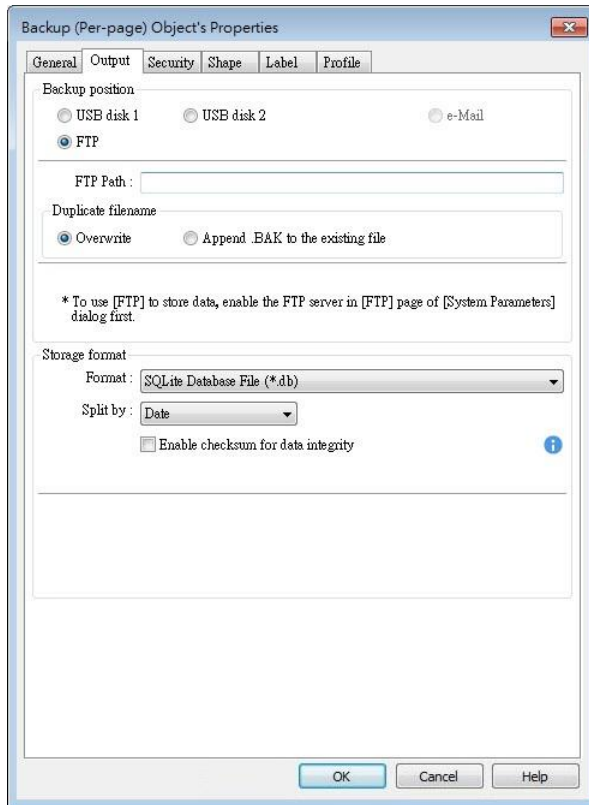 Backup (Per-page) Object's Properties
General Output Security Shape Label Profile
Backup position
USB disk 1 USB disk 2 e-Mail
FTP
FTP Path :
Duplicate filename
Overwrite Append .BAK to the existing file
* To use [FTP] to store data, enable the FTP server in [FTP] page of [System Parameters]
dialog first.
Storage format
Format : SQLite Database File (*.db)
Split by : Date
Enable checksum for data integrity
OK Cancel Help